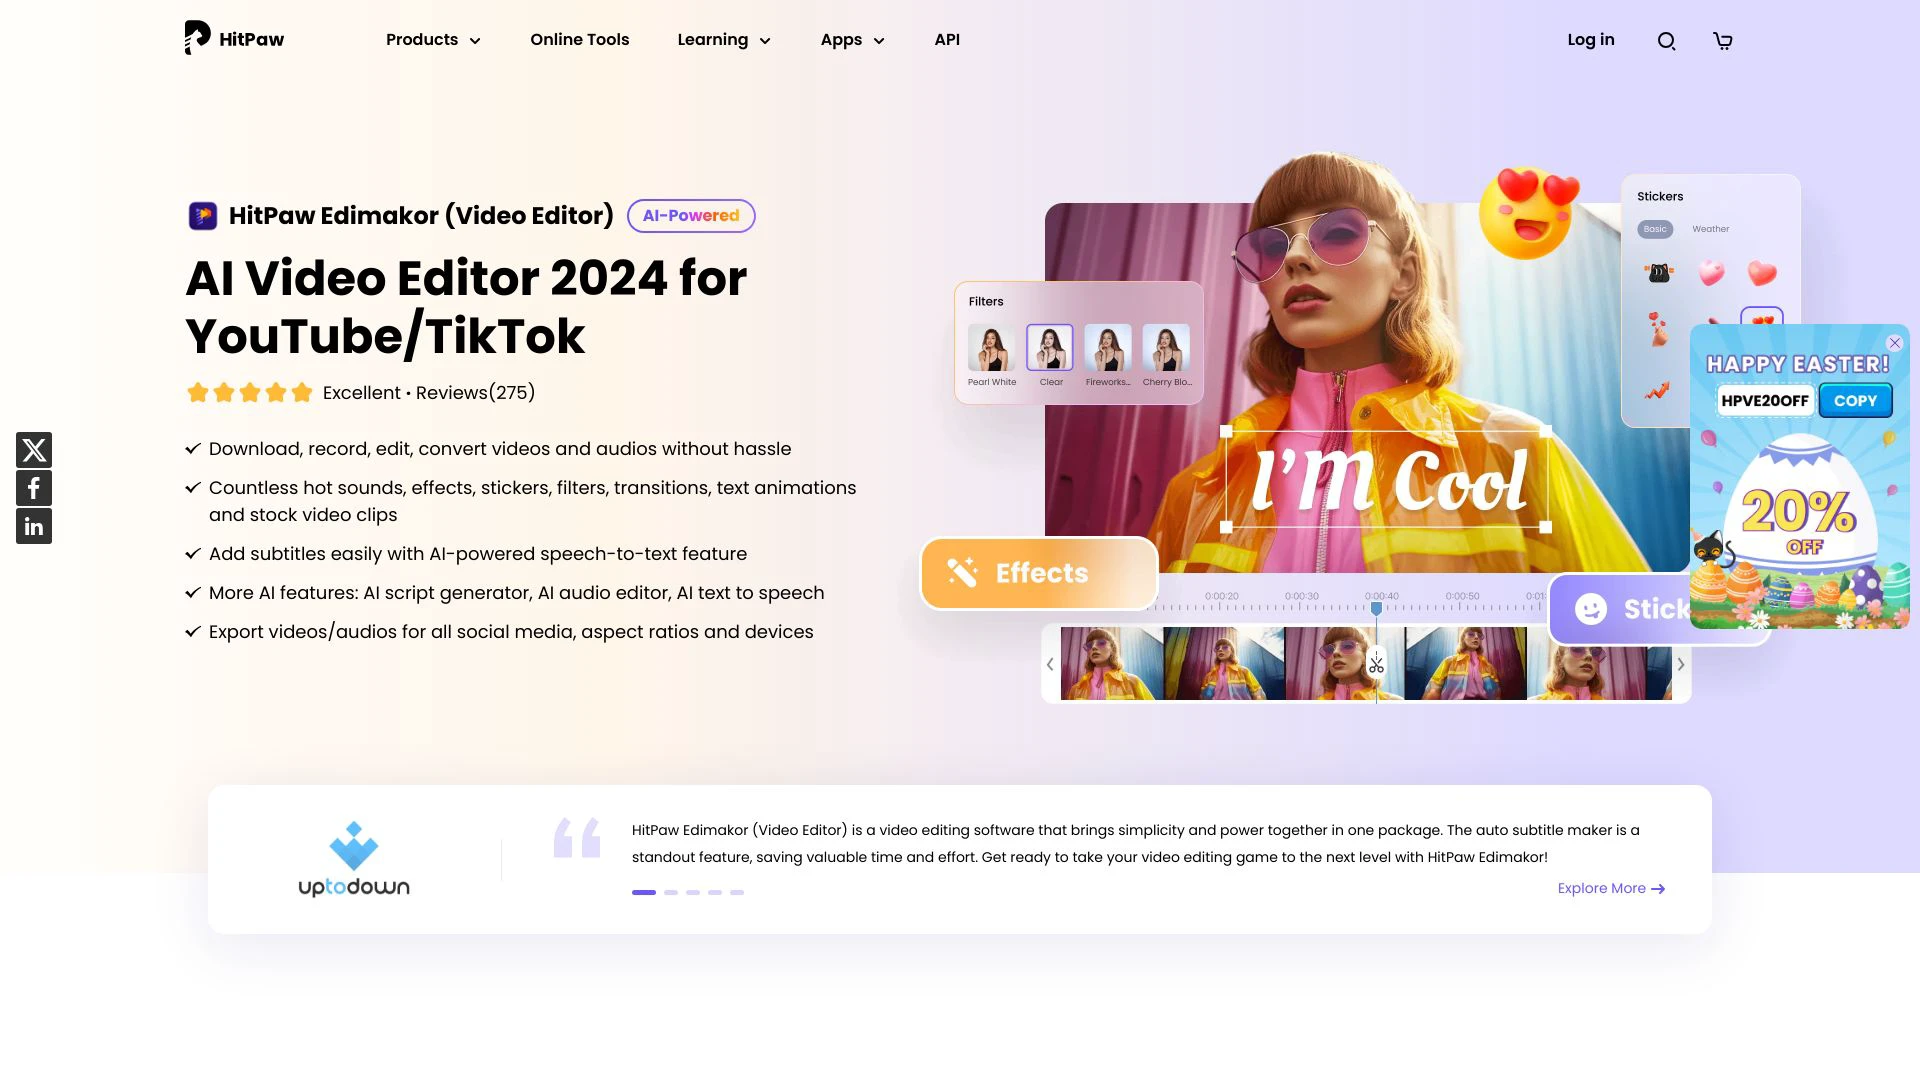 HitPaw
Products
Online Tools
Learning
Apps
API
Log in
HitPaw Edimakor (Video Editor)
AI-Powered
AI Video Editor 2024 for
YouTube/TikTok
Excellent • Reviews(275)
Download, record, edit, convert videos and audios without hassle
Countless hot sounds, effects, stickers, filters, transitions, text animations
and stock video clips
Add subtitles easily with AI-powered speech-to-text feature
More AI features: AI script generator, AI audio editor, AI text to speech
Export videos/audios for all social media, aspect ratios and devices
Filters
Pearl White
Clear
Fireworks...
Cherry Blo...
Stickers
Basic
Weather
I'M Cool
Effects
0:00:20
0:00:30
0:00:40
0:00:50
Stick
HAPPY EASTER!
HPVE20OFF
COPY
20%
OFF
uptodown
HitPaw Edimakor (Video Editor) is a video editing software that brings simplicity and power together in one package. The auto subtitle maker is a
standout feature, saving valuable time and effort. Get ready to take your video editing game to the next level with HitPaw Edimakor!
Explore More